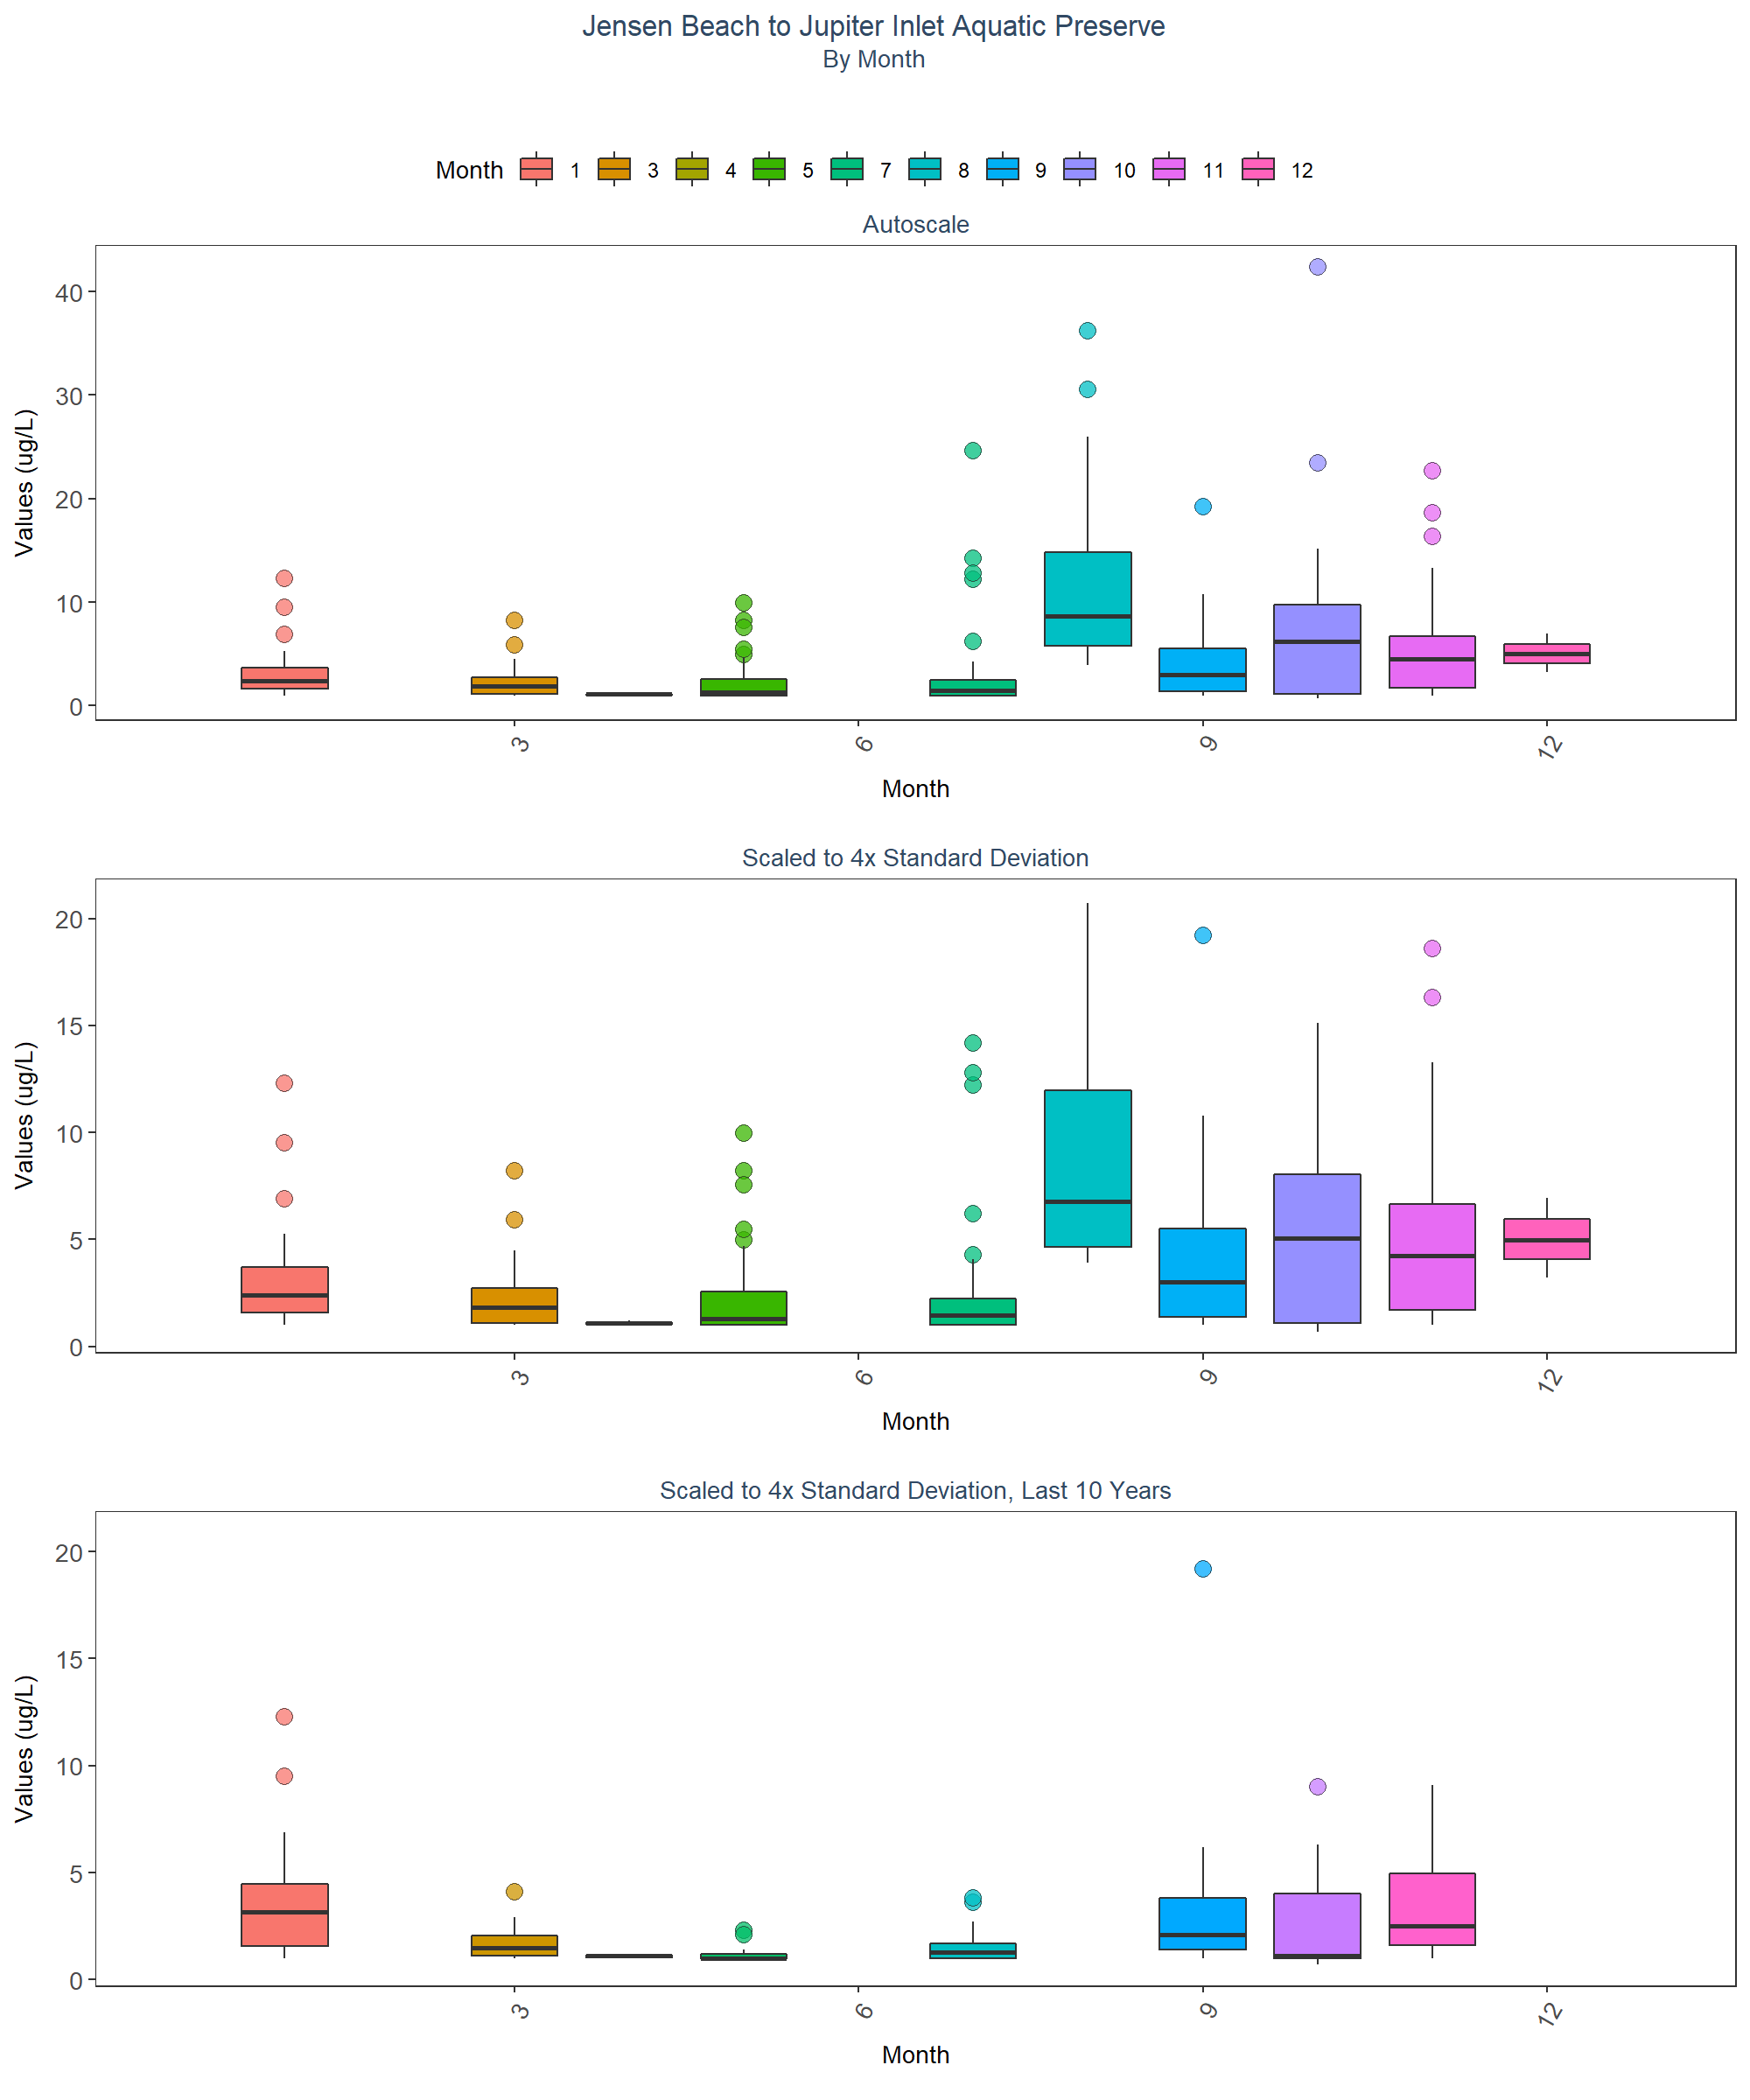 Jensen Beach to Jupiter Inlet Aquatic Preserve
By Month
Month 1 3 4 5 7 8 9 10 11 12
Autoscale
Values (ug/L)
40
30
20
10
0
3 6 9 12
Month
Scaled to 4x Standard Deviation
Values (ug/L)
20
15
10
5
0
3 6 9 12
Month
Scaled to 4x Standard Deviation, Last 10 Years
Values (ug/L)
20
15
10
5
0
3 6 9 12
Month